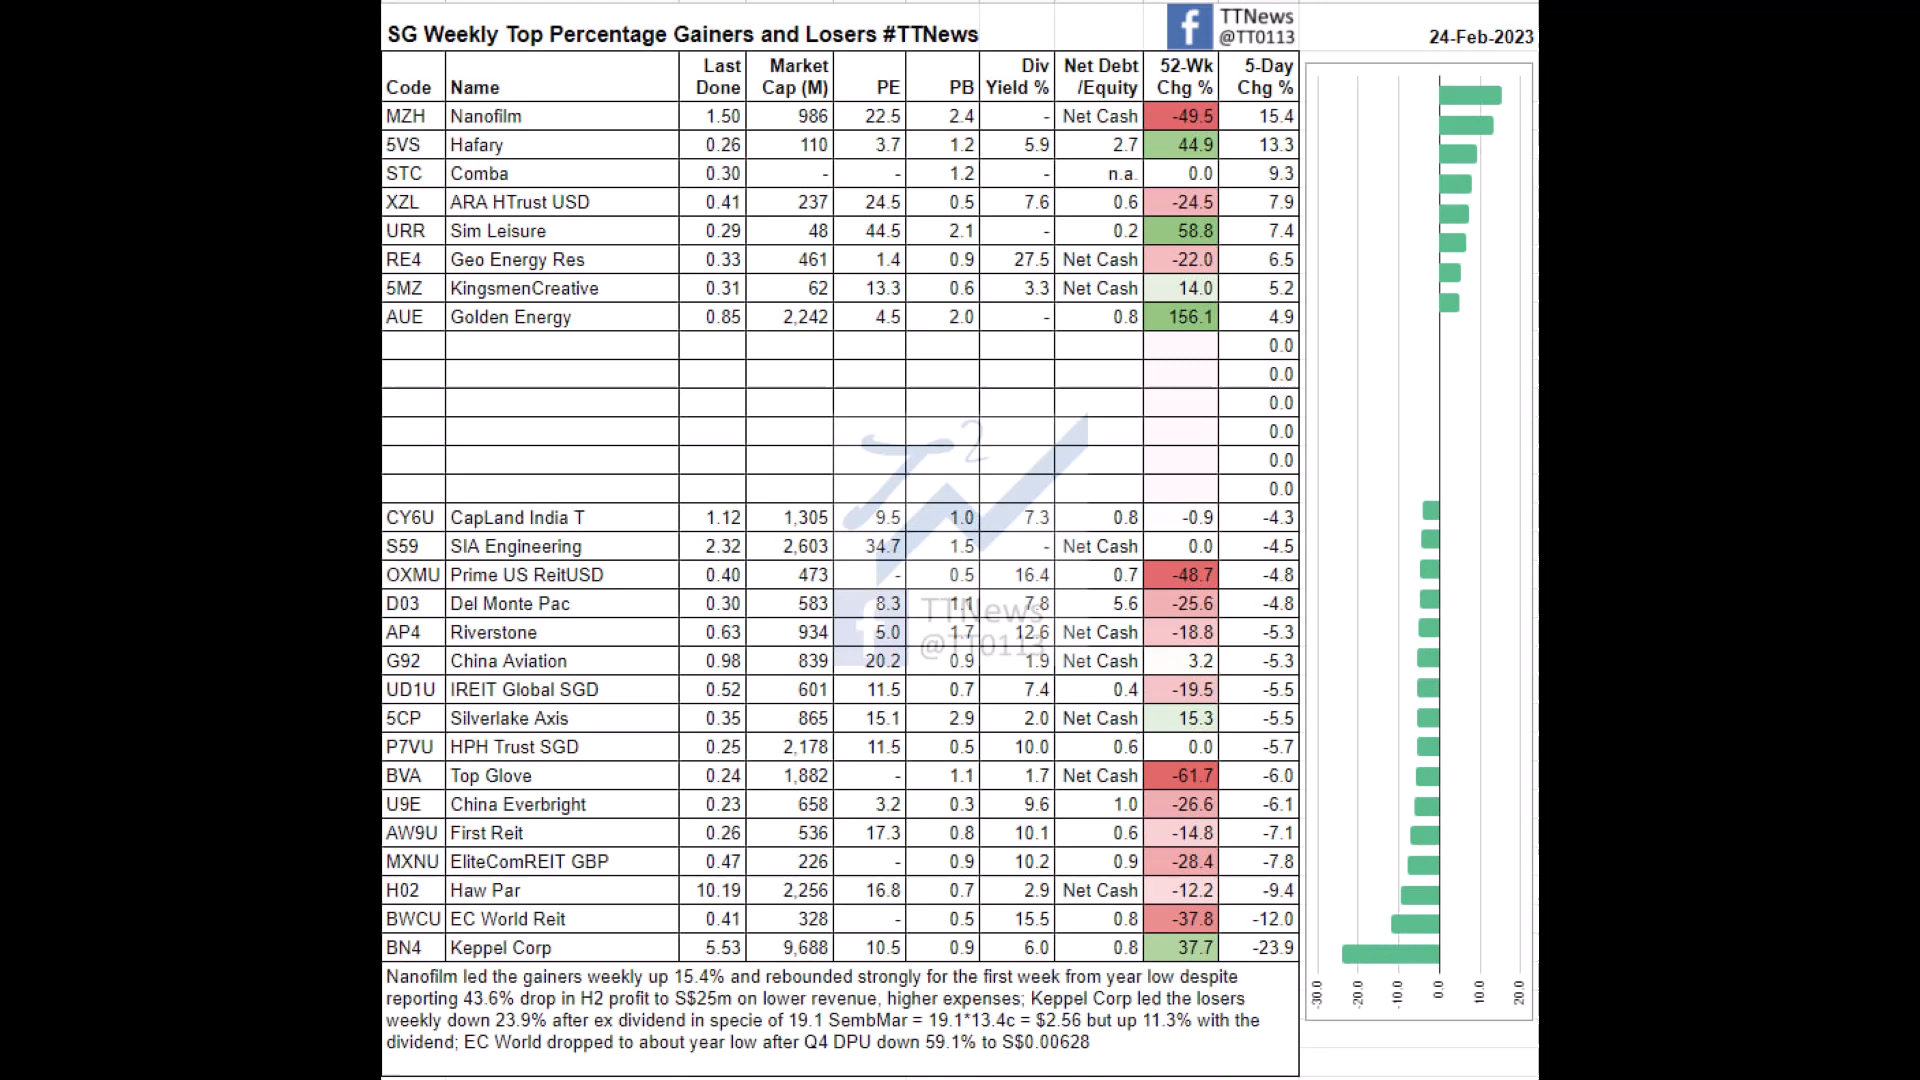 SG Weekly Top Percentage Gainers and Losers #TTNews
TTNews
@TT0113
24-Feb-2023
Code Name Last Done Market Cap (M) PE PB Div Yield % Net Debt /Equity 52-Wk Chg % 5-Day Chg %
MZH Nanofilm 1.50 986 22.5 2.4 - Net Cash -49.5 15.4
5VS Hafary 0.26 110 3.7 1.2 5.9 2.7 44.9 13.3
STC Comba 0.30 - - 1.2 - n.a. 0.0 9.3
XZL ARA HTrust USD 0.41 237 24.5 0.5 7.6 0.6 -24.5 7.9
URR Sim Leisure 0.29 48 44.5 2.1 - 0.2 58.8 7.4
RE4 Geo Energy Res 0.33 461 1.4 0.9 27.5 Net Cash -22.0 6.5
5MZ KingsmenCreative 0.31 62 13.3 0.6 3.3 Net Cash 14.0 5.2
AUE Golden Energy 0.85 2,242 4.5 2.0 - 0.8 156.1 4.9
0.0
0.0
0.0
0.0
0.0
0.0
CY6U CapLand India T 1.12 1,305 9.5 1.0 7.3 0.8 -0.9 -4.3
S59 SIA Engineering 2.32 2,603 34.7 1.5 - Net Cash 0.0 -4.5
OXMU Prime US ReitUSD 0.40 473 - 0.5 16.4 0.7 -48.7 -4.8
D03 Del Monte Pac 0.30 583 8.3 1.1 7.8 5.6 -25.6 -4.8
AP4 Riverstone 0.63 934 5.0 1.7 12.6 Net Cash -18.8 -5.3
G92 China Aviation 0.98 839 20.2 0.9 1.9 Net Cash 3.2 -5.3
UD1U IREIT Global SGD 0.52 601 11.5 0.7 7.4 0.4 -19.5 -5.5
5CP Silverlake Axis 0.35 865 15.1 2.9 2.0 Net Cash 15.3 -5.5
P7VU HPH Trust SGD 0.25 2,178 11.5 0.5 10.0 0.6 0.0 -5.7
BVA Top Glove 0.24 1,882 - 1.1 1.7 Net Cash -61.7 -6.0
U9E China Everbright 0.23 658 3.2 0.3 9.6 1.0 -26.6 -6.1
AW9U First Reit 0.26 536 17.3 0.8 10.1 0.6 -14.8 -7.1
MXNU EliteComREIT GBP 0.47 226 - 0.9 10.2 0.9 -28.4 -7.8
H02 Haw Par 10.19 2,256 16.8 0.7 2.9 Net Cash -12.2 -9.4
BWCU EC World Reit 0.41 328 - 0.5 15.5 0.8 -37.8 -12.0
BN4 Keppel Corp 5.53 9,688 10.5 0.9 6.0 0.8 37.7 -23.9
T2
TTNews
@TT0113
-30.0 -20.0 -10.0 0.0 10.0 20.0
Nanofilm led the gainers weekly up 15.4% and rebounded strongly for the first week from year low despite
reporting 43.6% drop in H2 profit to S$25m on lower revenue, higher expenses; Keppel Corp led the losers
weekly down 23.9% after ex dividend in specie of 19.1 SembMar = 19.1*13.4c = $2.56 but up 11.3% with the
dividend; EC World dropped to about year low after Q4 DPU down 59.1% to S$0.00628